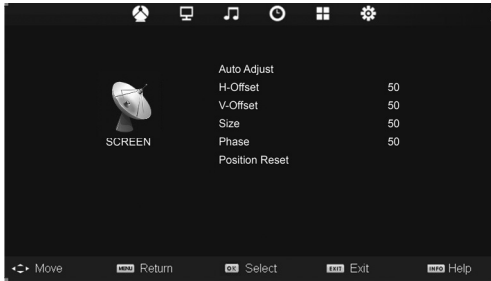 Auto Adjust
H-Offset 50
V-Offset 50
Size 50
SCREEN
Phase 50
Position Reset
Move MENU Return OK Select EXIT Exit INFO Help